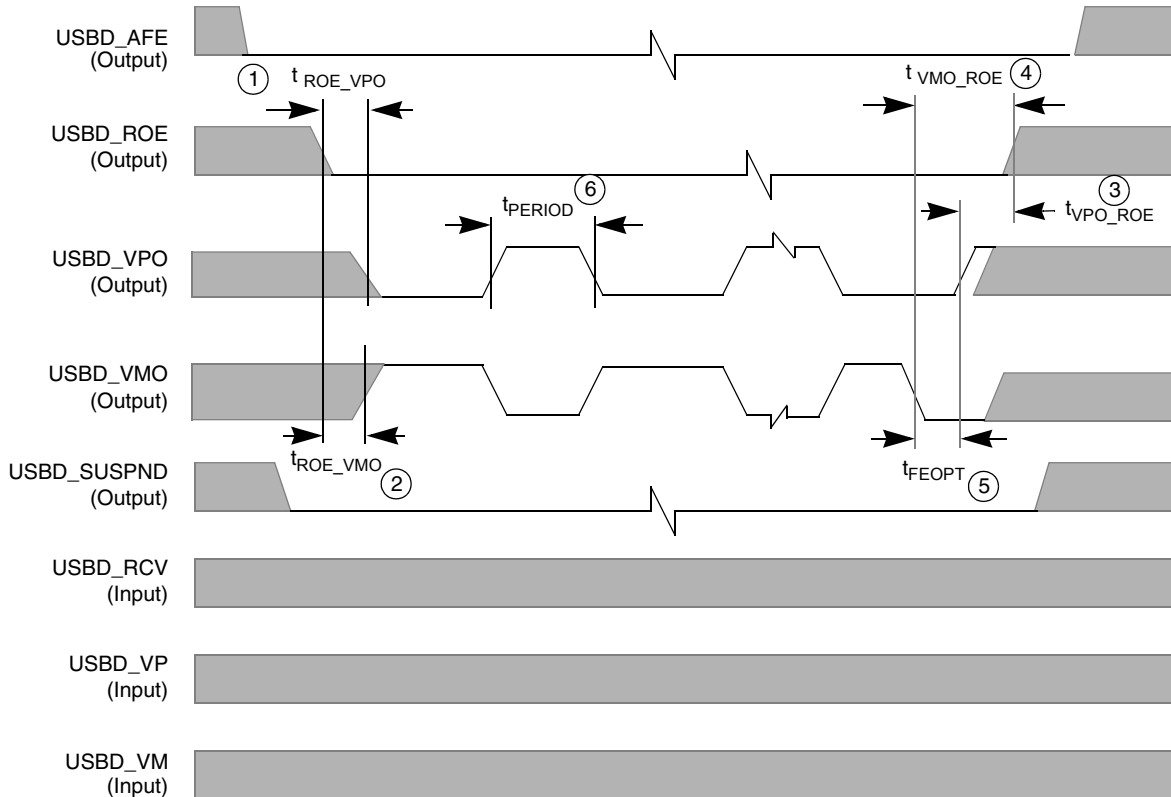 USBD_AFE
(Output)
1
t ROE_VPO
t VMO_ROE
4
USBD_ROE
(Output)
6
tPERIOD
3
tVPO_ROE
USBD_VPO
(Output)
USBD_VMO
(Output)
tROE_VMO
2
tFEOPT
5
USBD_SUSPND
(Output)
USBD_RCV
(Input)
USBD_VP
(Input)
USBD_VM
(Input)